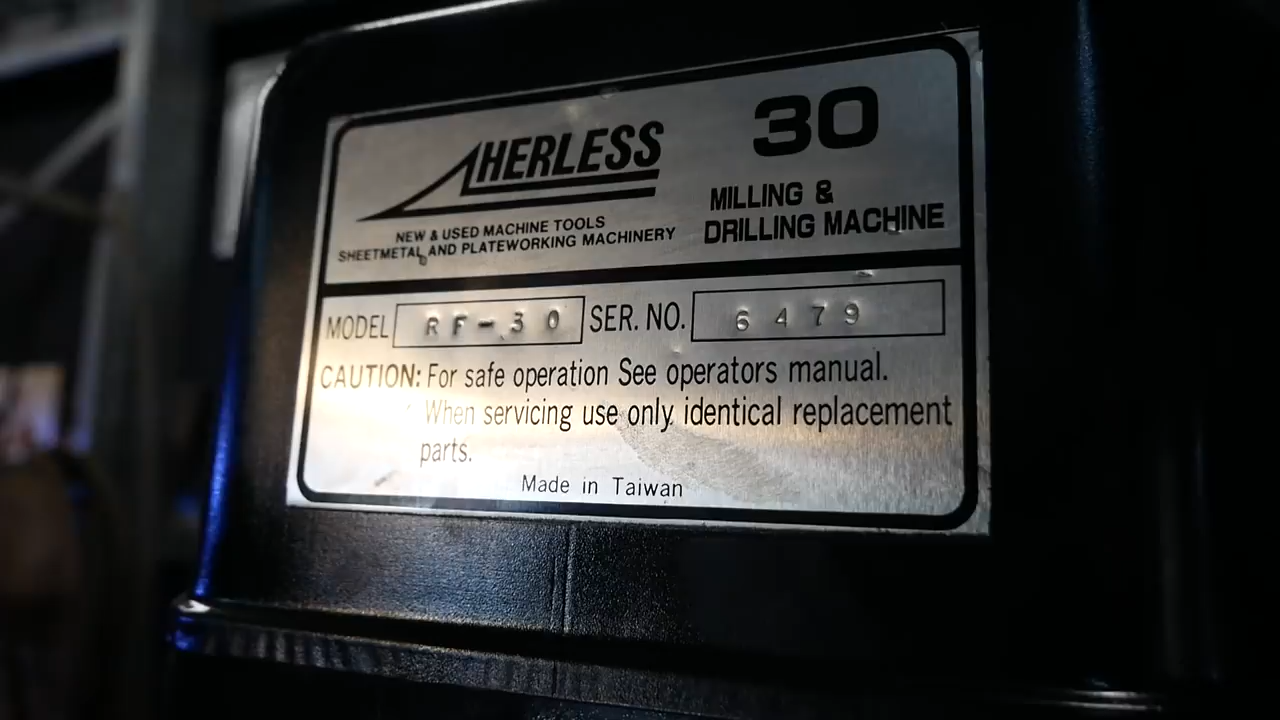 HERLESS
NEW & USED MACHINE TOOLS
SHEETMETAL AND PLATEWORKING MACHINERY
30
MILLING &
DRILLING MACHINE
MODEL RF-30 SER. NO. 6479
CAUTION: For safe operation See operators manual.
When servicing use only identical replacement
parts.
Made in Taiwan